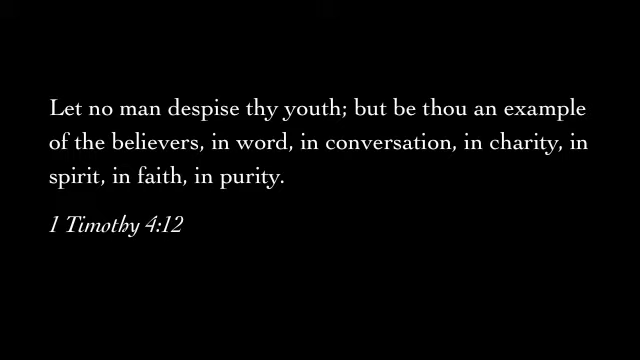 Let no man despise thy youth; but be thou an example
of the believers, in word, in conversation, in charity, in
spirit, in faith, in purity.
1 Timothy 4:12